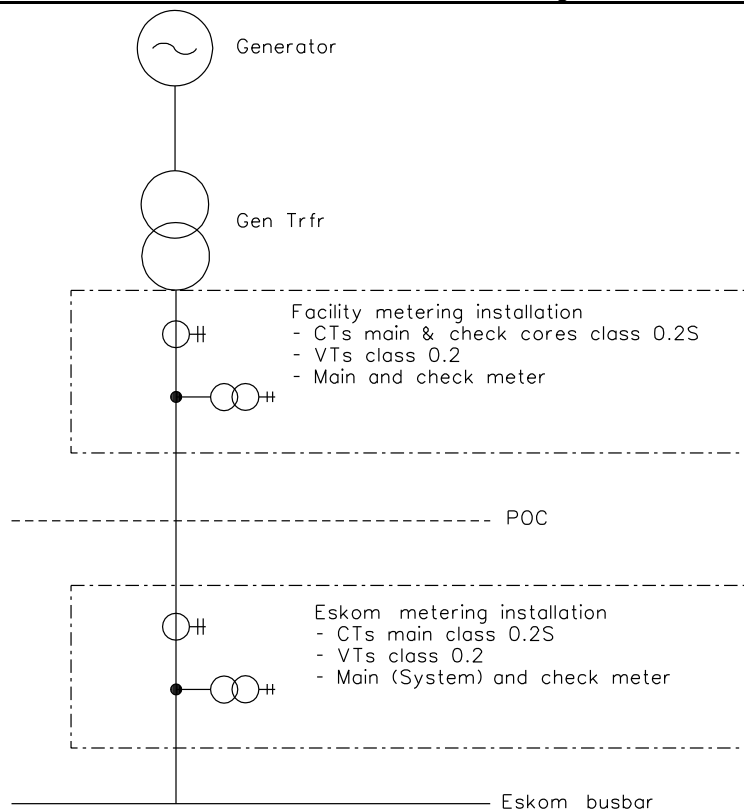 Generator
Gen Trfr
Facility metering installation
- CTs main & check cores class 0.2S
- VTs class 0.2
- Main and check meter
POC
Eskom metering installation
- CTs main class 0.2S
- VTs class 0.2
- Main (System) and check meter
Eskom busbar